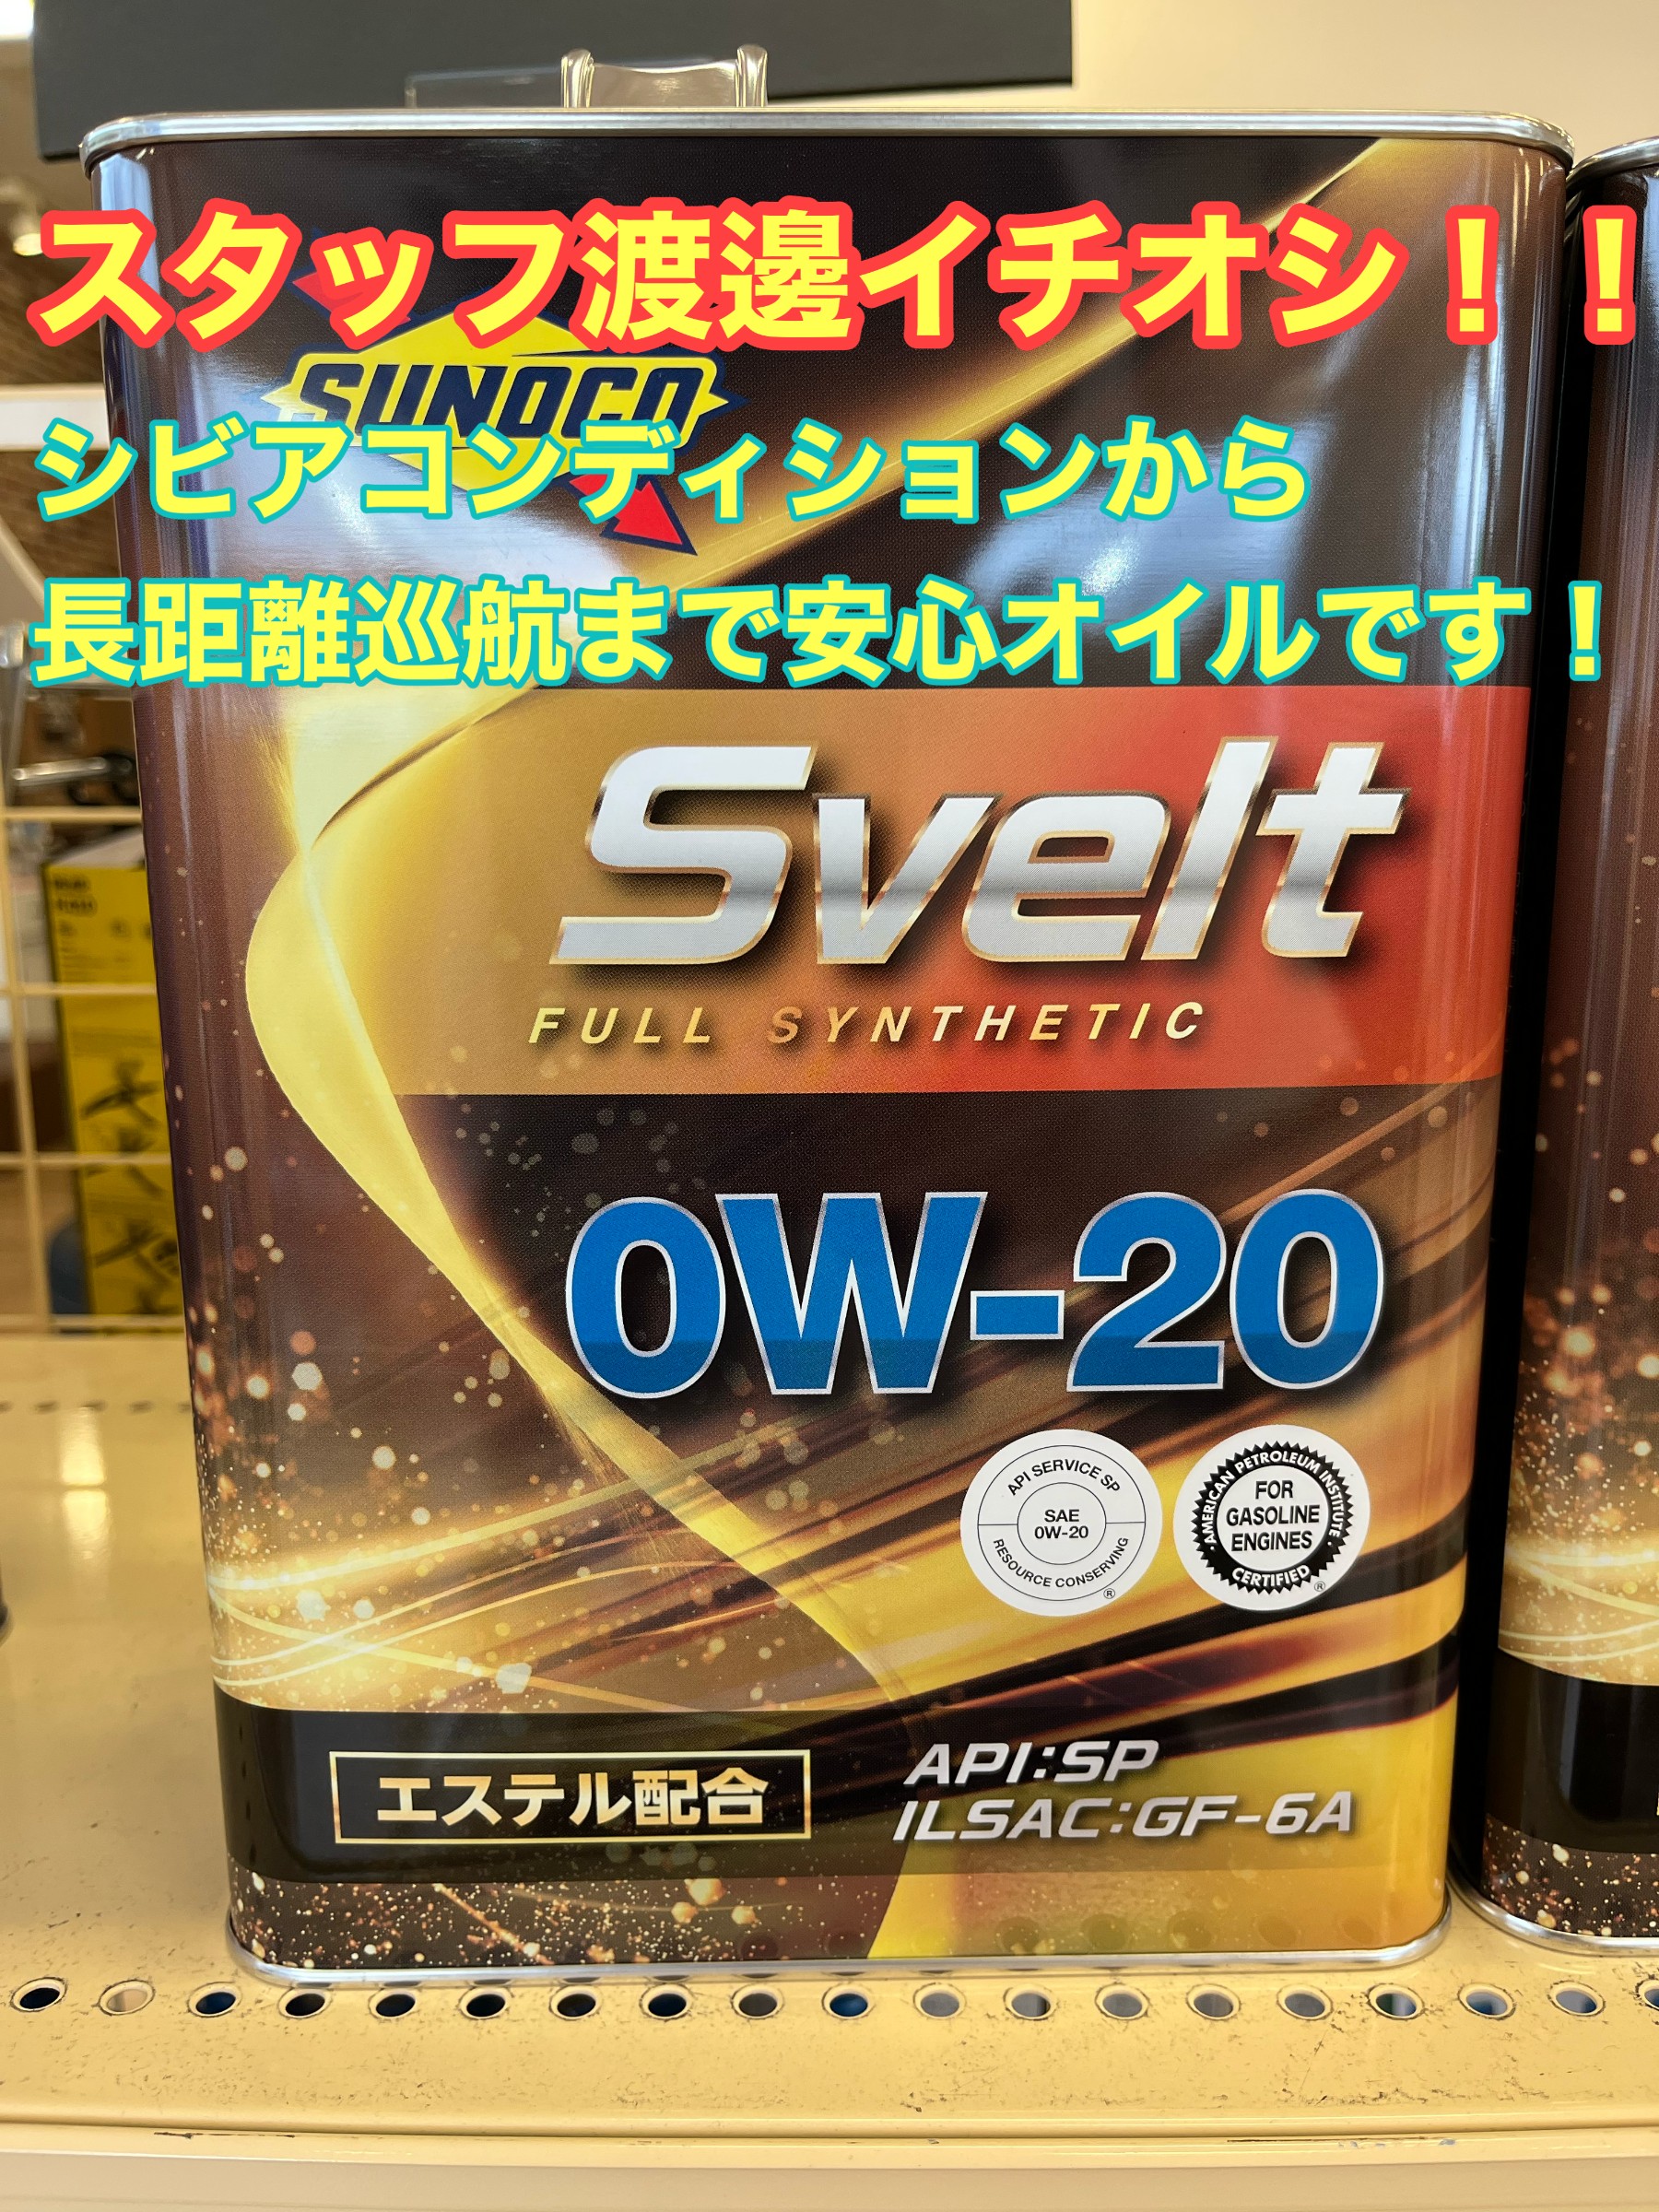 スタッフ渡邊イチオシ！！
SUNOCO
シビアコンディションから
長距離巡航まで安心オイルです！
Svelt
FULL SYNTHETIC
0W-20
API SERVICE SP
SAE
0W-20
RESOURCE CONSERVING
®
AMERICAN PETROLEUM INSTITUTE
FOR
GASOLINE
ENGINES
CERTIFIED
®
エステル配合
API:SP
ILSAC:GF-6A